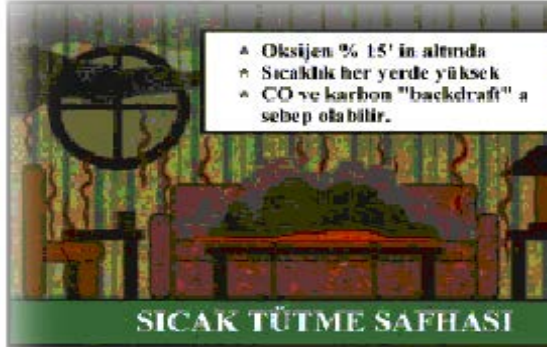 * Oksijen % 15' in altında
* Sıcaklık her yerde yüksek
* CO ve karbon "backdraft" a
sebep olabilir.
SICAK TÜTME SAFHASI